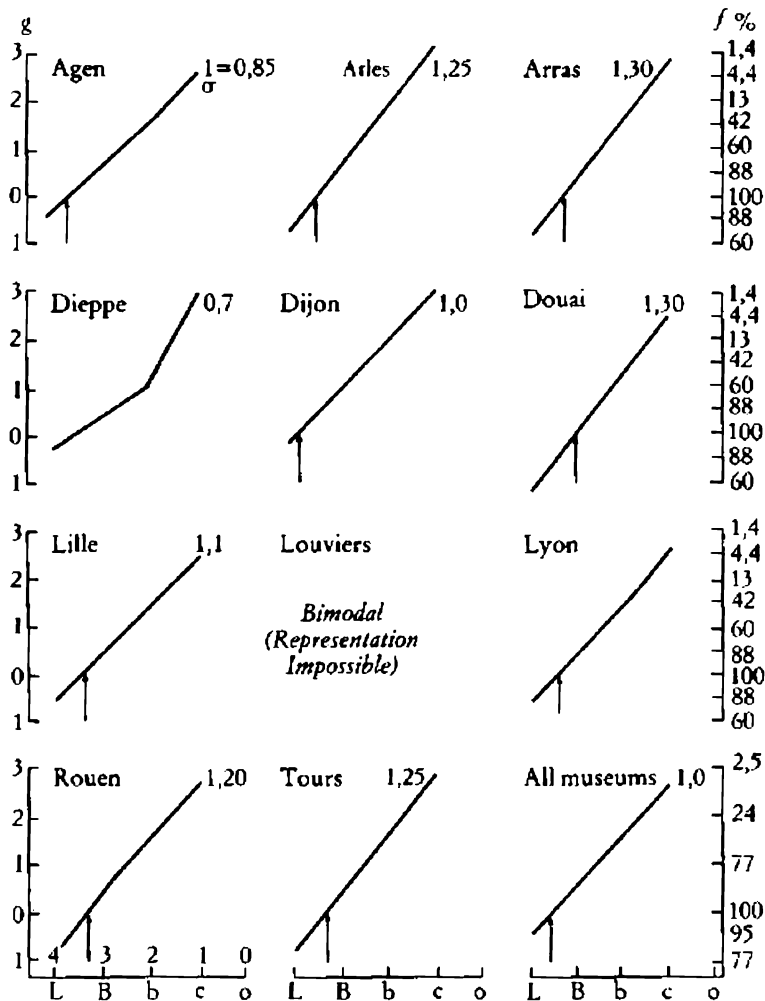 g f %
3 Agen 1/σ=0,85 Arles 1,25 Arras 1,30 1,4
4,4
2 13
42
1 60
88
0 100
88
1 60
3 Dieppe 0,7 Dijon 1,0 Douai 1,30 1,4
4,4
2 13
42
1 60
88
0 100
88
1 60
3 Lille 1,1 Louviers Lyon 1,4
4,4
2 13
Bimodal 42
1 (Representation 60
Impossible) 88
0 100
88
1 60
3 Rouen 1,20 Tours 1,25 All museums 1,0 2,5
2 24
1 77
0 100
95
1 4 3 2 1 0 77
L B b c o L B b c o L B b c o